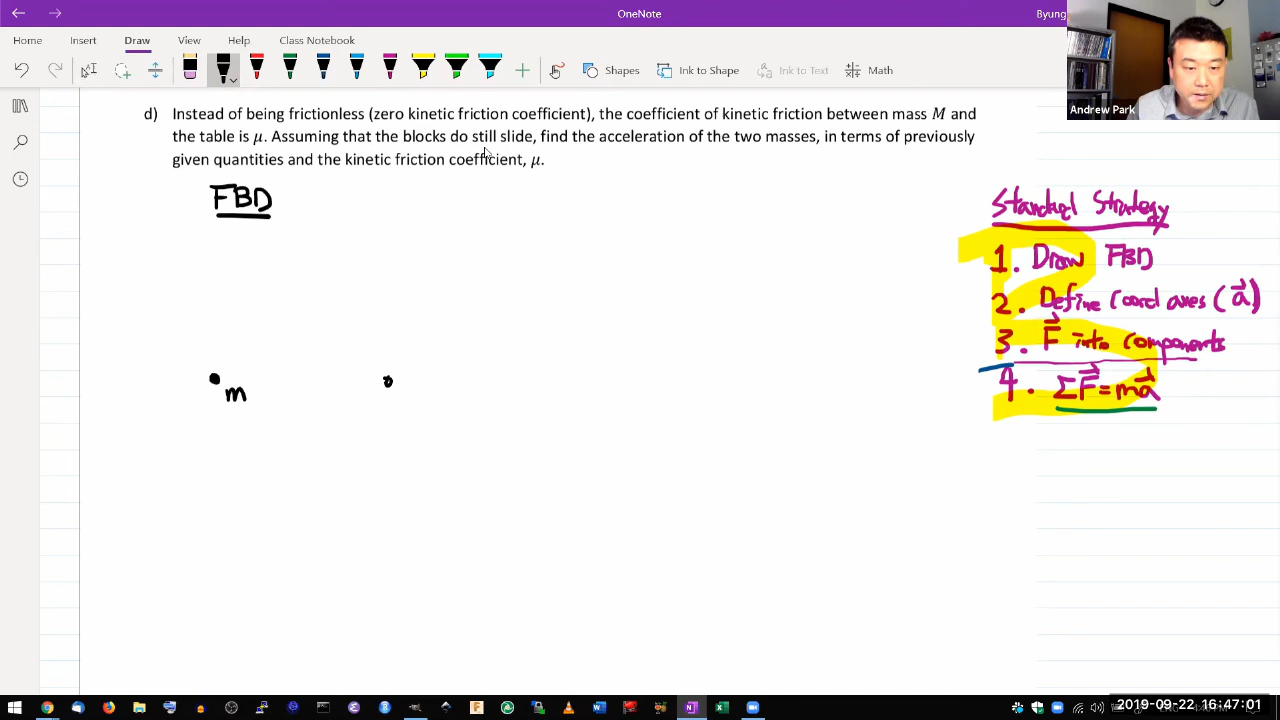 OneNote
Byung
Home Insert Draw View Help Class Notebook
Shapes Ink to Shape Ink to Text Math
Andrew Park
d) Instead of being frictionless (zero kinetic friction coefficient), the coefficient of kinetic friction between mass M and
the table is μ. Assuming that the blocks do still slide, find the acceleration of the two masses, in terms of previously
given quantities and the kinetic friction coefficient, μ.
FBD
m
Standard Strategy
1. Draw FBD
2. Define Coord axes (a⃗)
3. F⃗ into components
4. ΣF⃗=ma⃗
2019-09-22 16:47:01